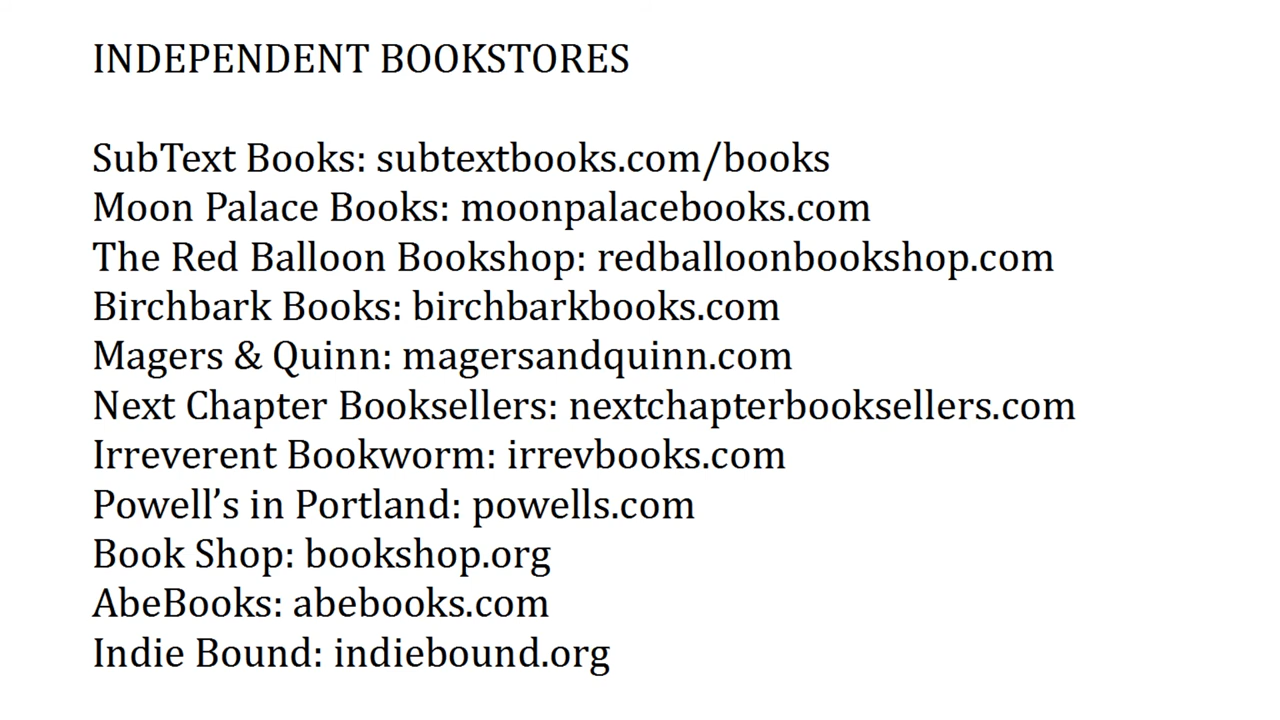 INDEPENDENT BOOKSTORES
SubText Books: subtextbooks.com/books
Moon Palace Books: moonpalacebooks.com
The Red Balloon Bookshop: redballoonbookshop.com
Birchbark Books: birchbarkbooks.com
Magers & Quinn: magersandquinn.com
Next Chapter Booksellers: nextchapterbooksellers.com
Irreverent Bookworm: irrevbooks.com
Powell’s in Portland: powells.com
Book Shop: bookshop.org
AbeBooks: abebooks.com
Indie Bound: indiebound.org